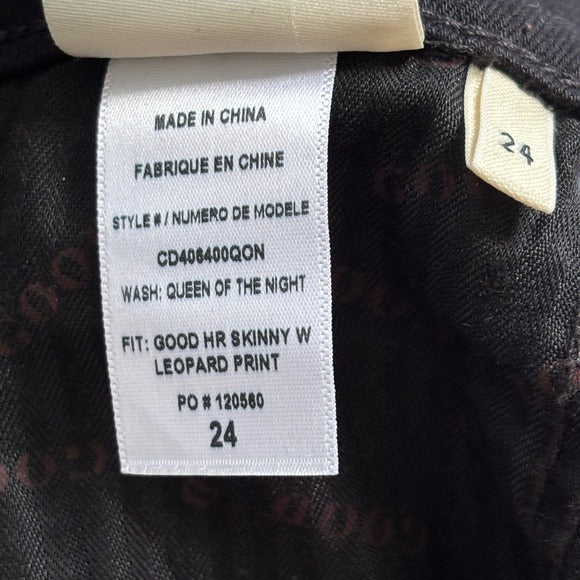 MADE IN CHINA
FABRIQUE EN CHINE
STYLE # / NUMERO DE MODELE
CD406400QON
WASH: QUEEN OF THE NIGHT
FIT: GOOD HR SKINNY W
LEOPARD PRINT
PO # 120560
24
24